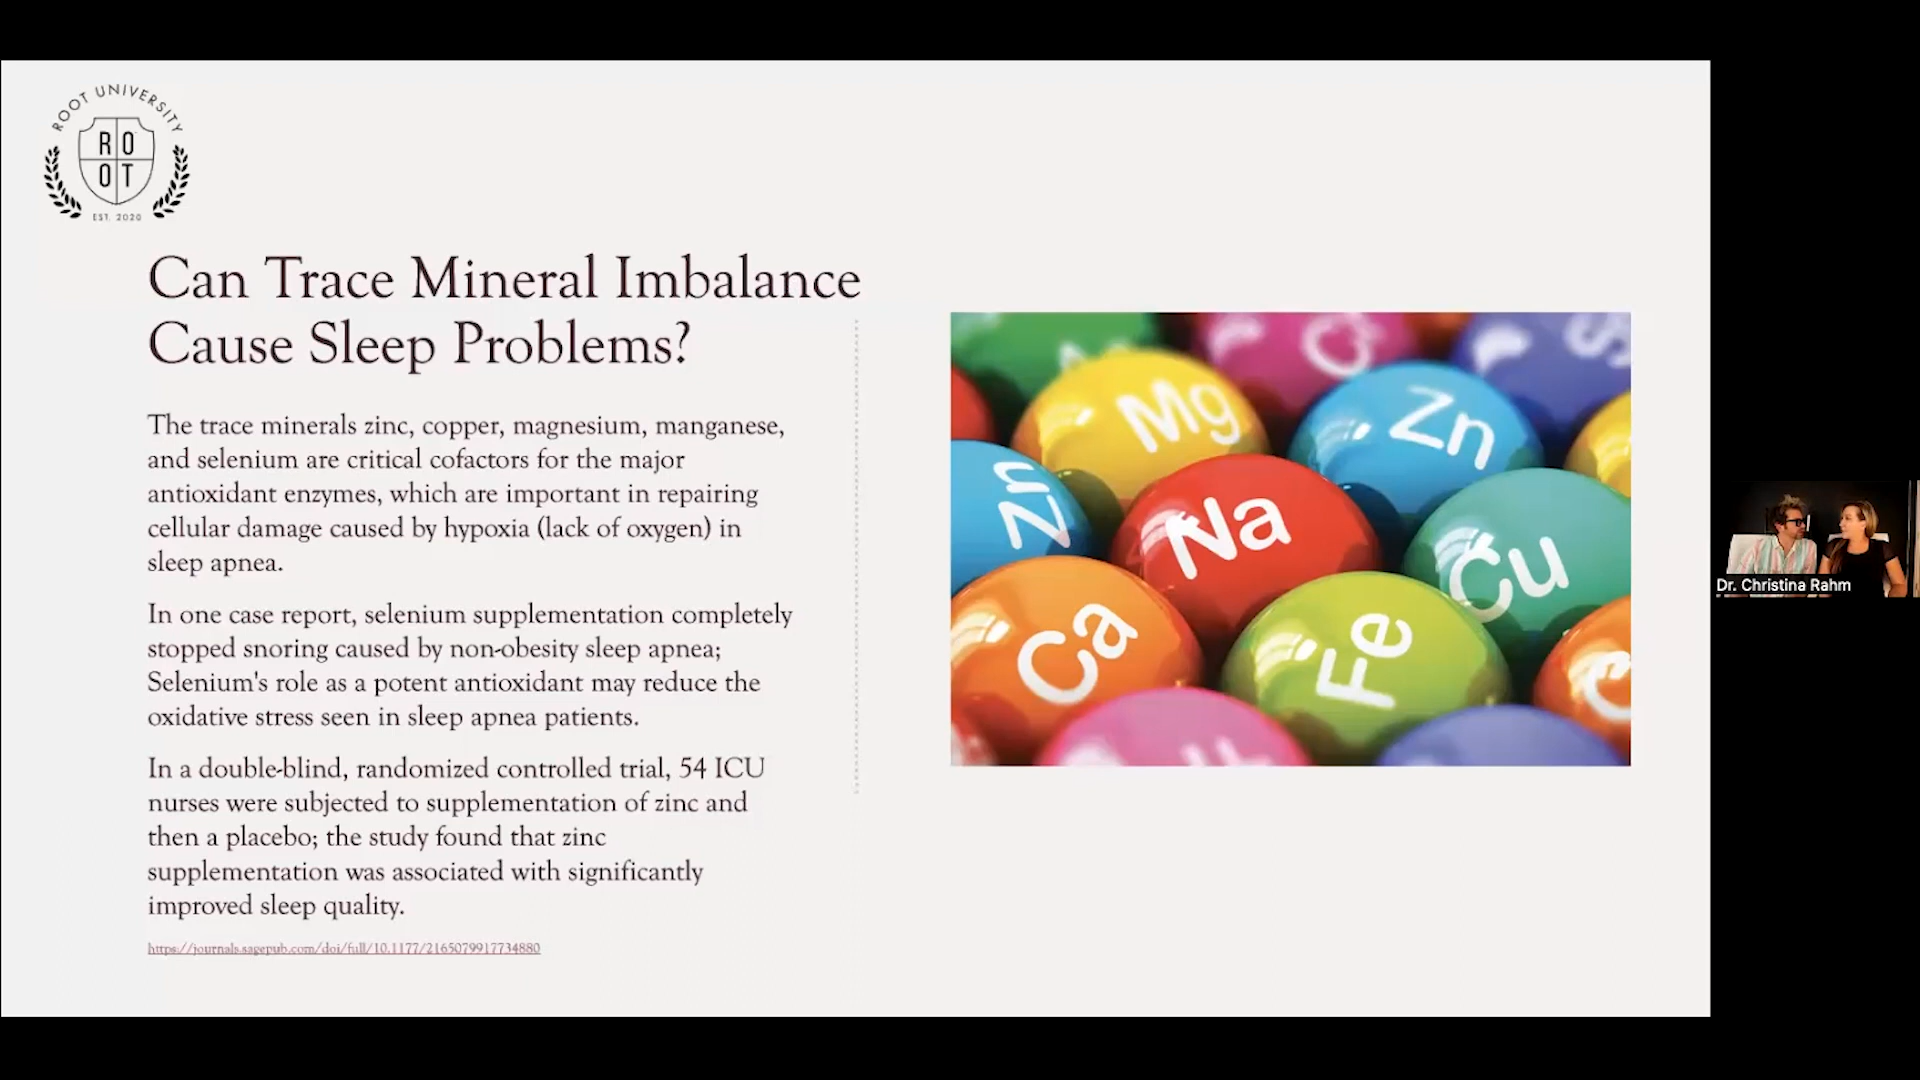 ROOT UNIVERSITY
RO
OT
EST. 2020
Can Trace Mineral Imbalance
Cause Sleep Problems?
The trace minerals zinc, copper, magnesium, manganese,
and selenium are critical cofactors for the major
antioxidant enzymes, which are important in repairing
cellular damage caused by hypoxia (lack of oxygen) in
sleep apnea.
In one case report, selenium supplementation completely
stopped snoring caused by non-obesity sleep apnea;
Selenium's role as a potent antioxidant may reduce the
oxidative stress seen in sleep apnea patients.
In a double-blind, randomized controlled trial, 54 ICU
nurses were subjected to supplementation of zinc and
then a placebo; the study found that zinc
supplementation was associated with significantly
improved sleep quality.
https://journals.sagepub.com/doi/full/10.1177/2165079917734880
Mg
Zn
Zn
Na
Cu
Ca
Fe
Dr. Christina Rahm